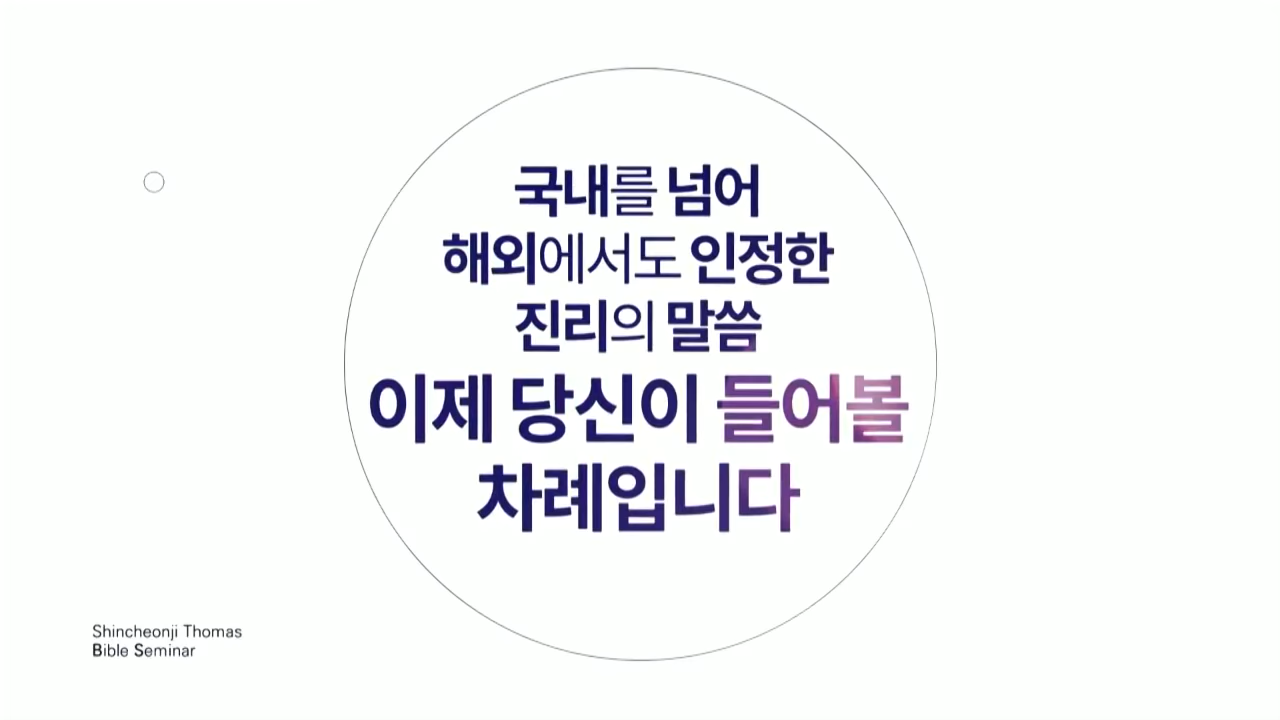 국내를 넘어
해외에서도 인정한
진리의 말씀
이제 당신이 들어볼
차례입니다
Shincheonji Thomas
Bible Seminar